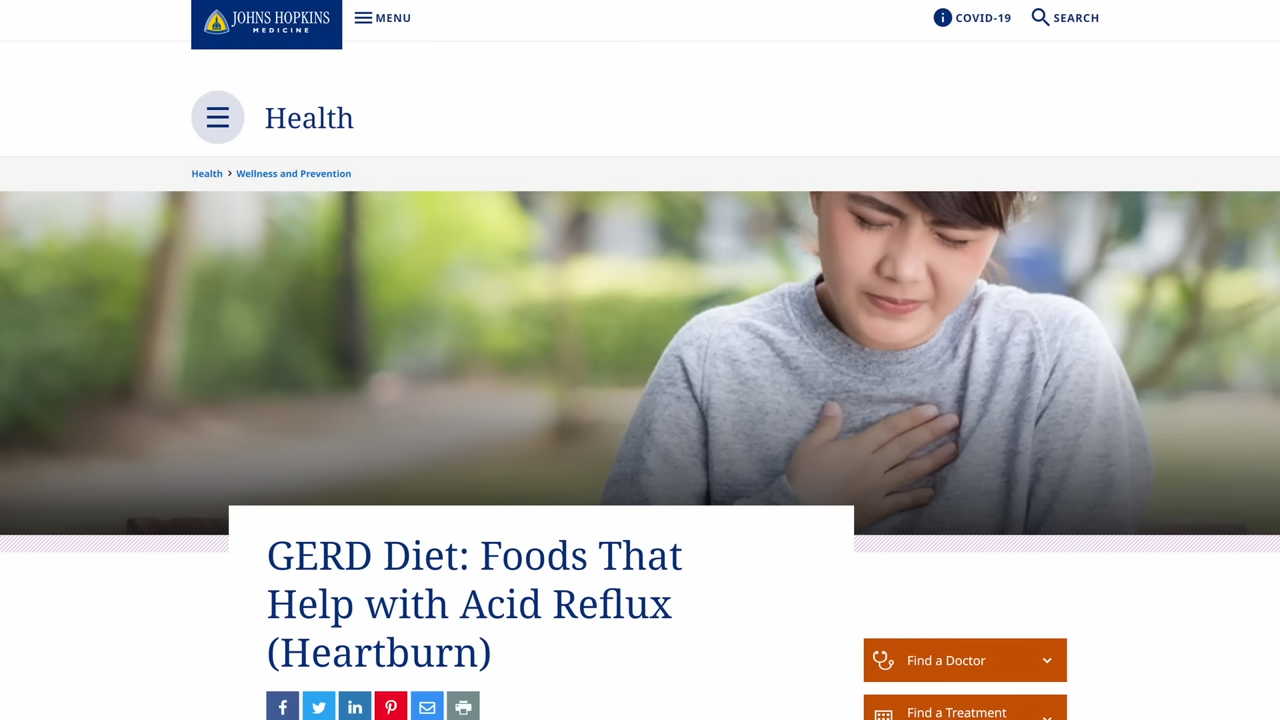 JOHNS HOPKINS
MEDICINE
MENU
COVID-19
SEARCH
Health
Health > Wellness and Prevention
GERD Diet: Foods That
Help with Acid Reflux
(Heartburn)
Find a Doctor
Find a Treatment